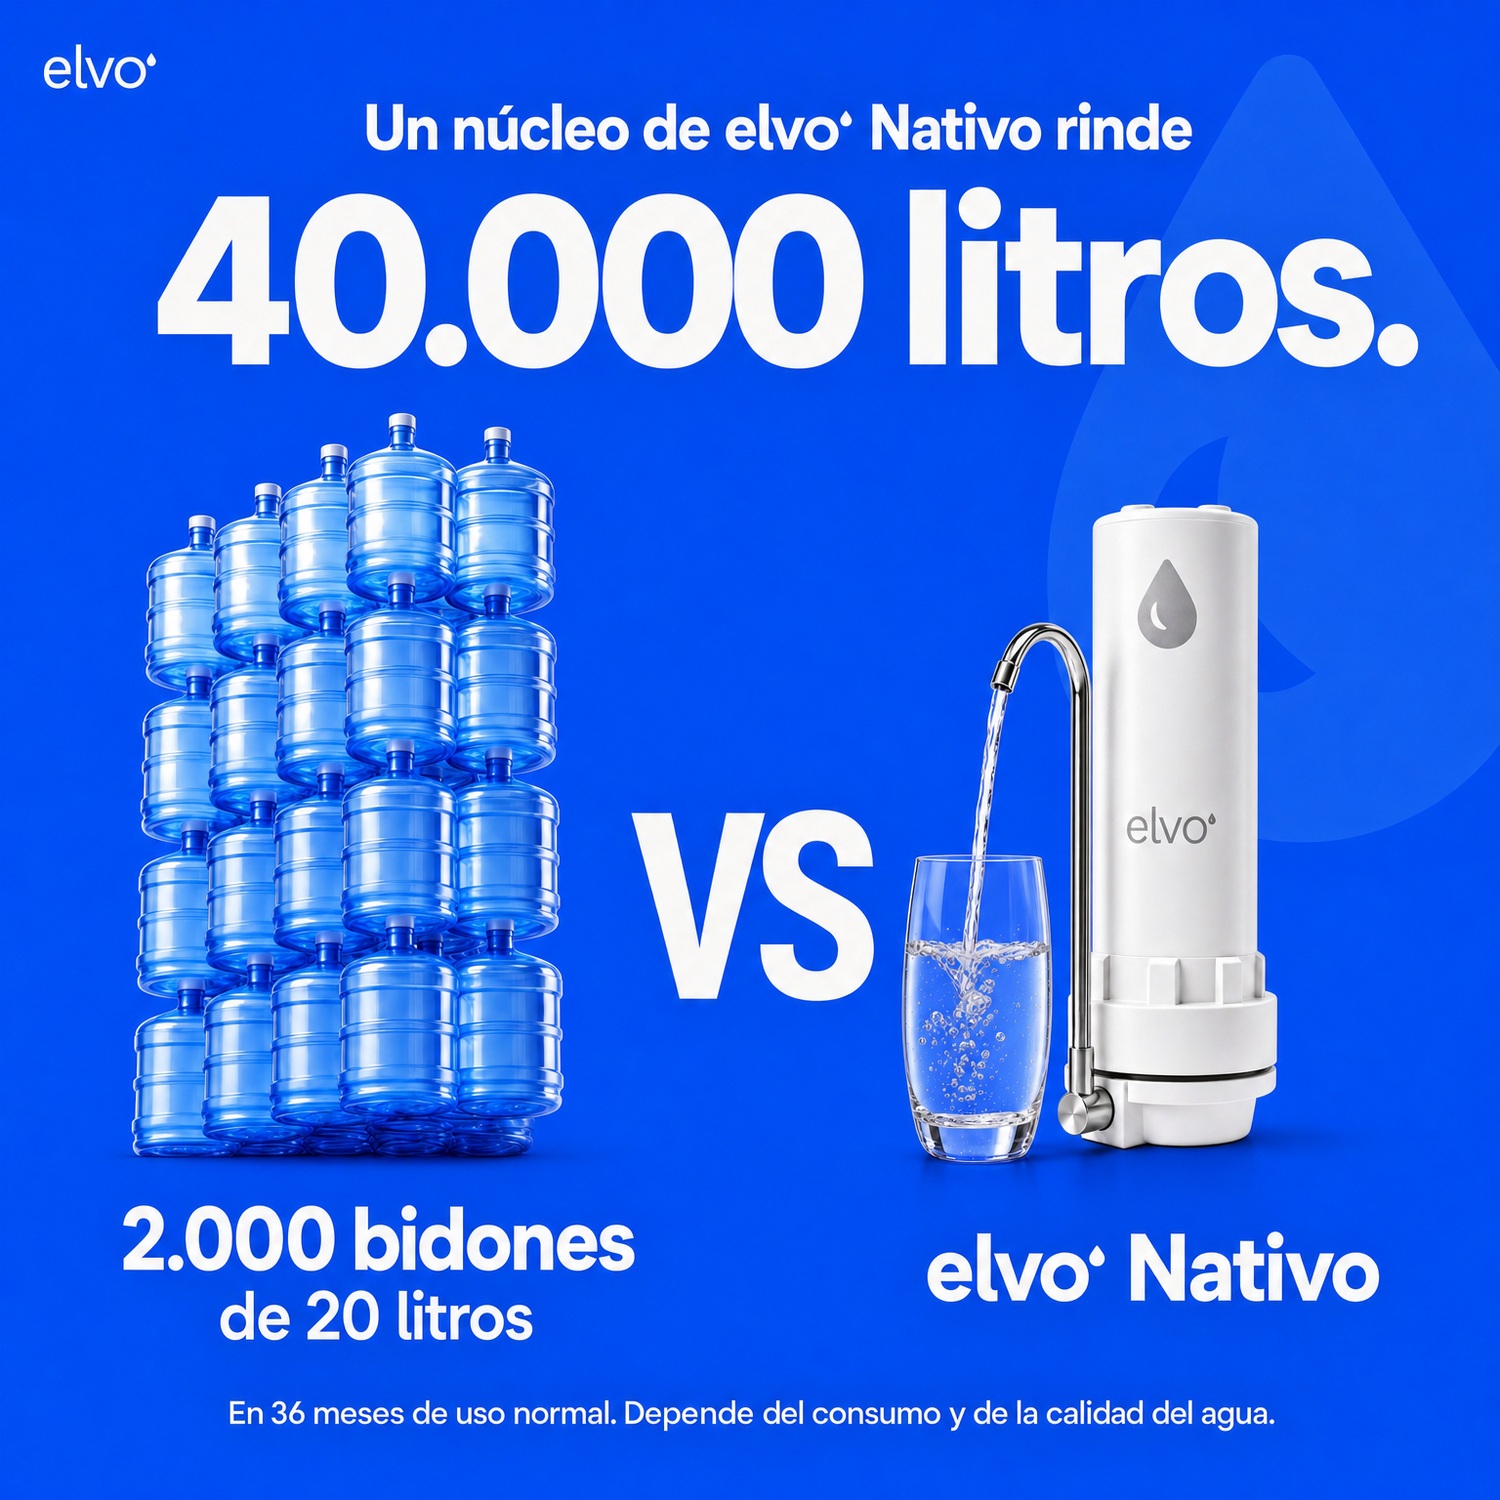 elvo
Un núcleo de elvo Nativo rinde
40.000 litros.
VS
elvo
2.000 bidones
de 20 litros
elvo Nativo
En 36 meses de uso normal. Depende del consumo y de la calidad del agua.